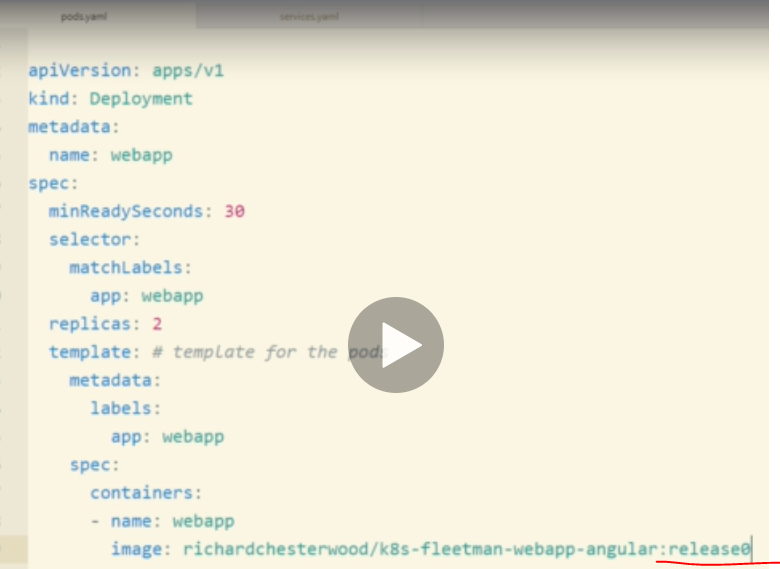 pods.yaml services.yaml
apiVersion: apps/v1
kind: Deployment
metadata:
  name: webapp
spec:
  minReadySeconds: 30
  selector:
    matchLabels:
      app: webapp
  replicas: 2
  template: # template for the pods
    metadata:
      labels:
        app: webapp
    spec:
      containers:
      - name: webapp
        image: richardchesterwood/k8s-fleetman-webapp-angular:release0